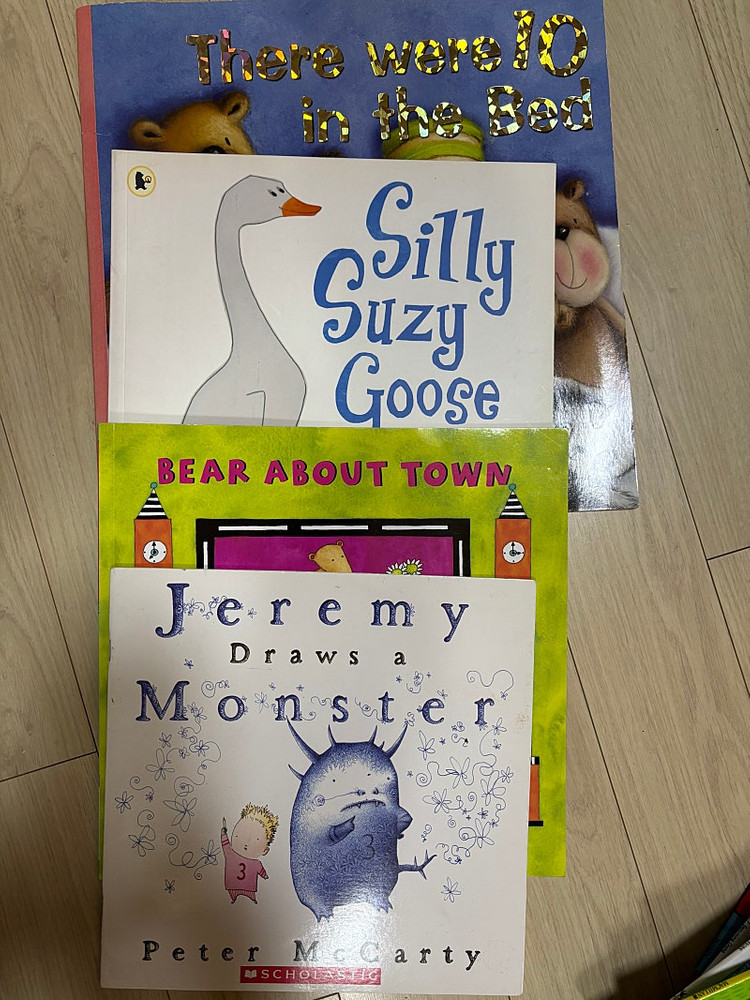 There were 10
in the Bed
Silly
Suzy
Goose
BEAR ABOUT TOWN
Jeremy
Draws a
Monster
3
3
Peter McCarty
SCHOLASTIC